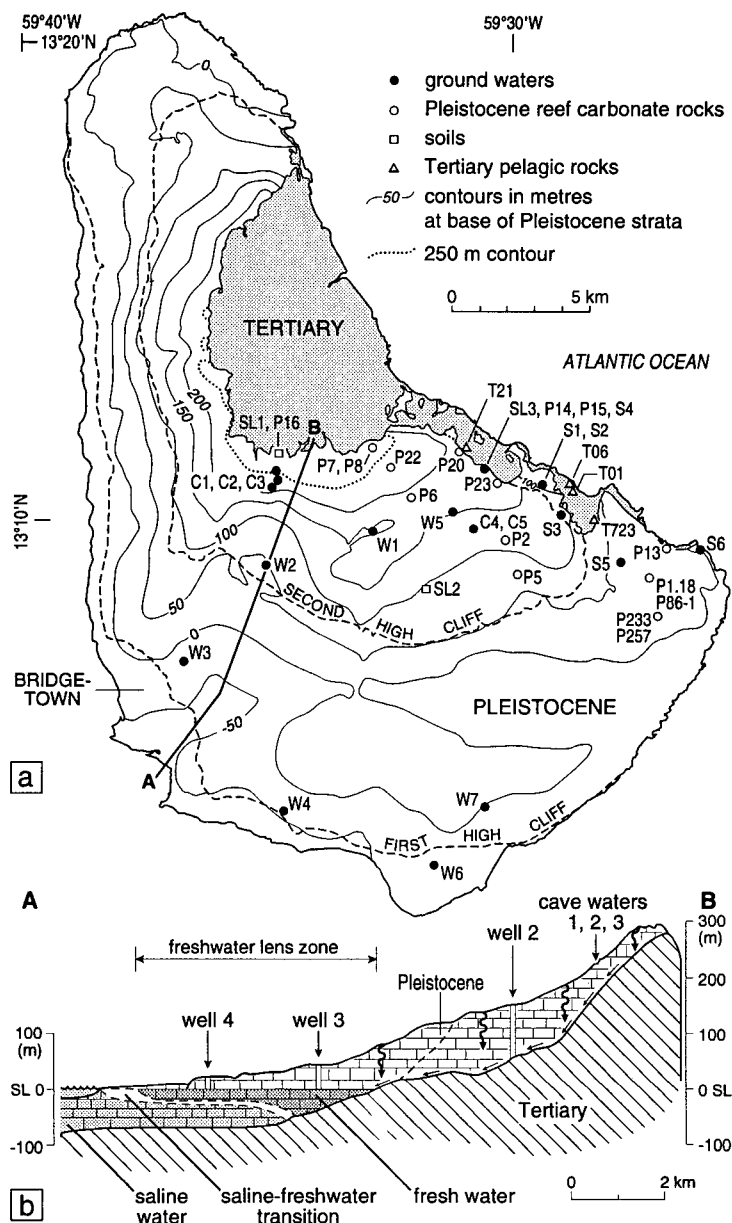 59°40'W
13°20'N
59°30'W
ground waters
Pleistocene reef carbonate rocks
soils
Tertiary pelagic rocks
50 contours in metres
at base of Pleistocene strata
250 m contour
0 5 km
0
TERTIARY
ATLANTIC OCEAN
200
150
100
50
0
-50
100
SL1, P16
B
C1, C2, C3
P7, P8
P22
P6
T21
SL3, P14, P15, S4
S1, S2
T06
T01
P20
P23
W5
C4, C5
P2
S3
T723
S5
P13
S6
13°10'N
W1
W2
SL2
P5
P1.18
P86-1
P233
P257
SECOND HIGH CLIFF
W3
BRIDGE-
TOWN
PLEISTOCENE
A
W4
W7
FIRST HIGH CLIFF
W6
a
A
B
freshwater lens zone
cave waters
1, 2, 3
well 2
Pleistocene
well 4
well 3
300
(m)
200
100
0 SL
-100
100
(m)
SL 0
-100
Tertiary
saline
water
saline-freshwater
transition
fresh water
0 2 km
b